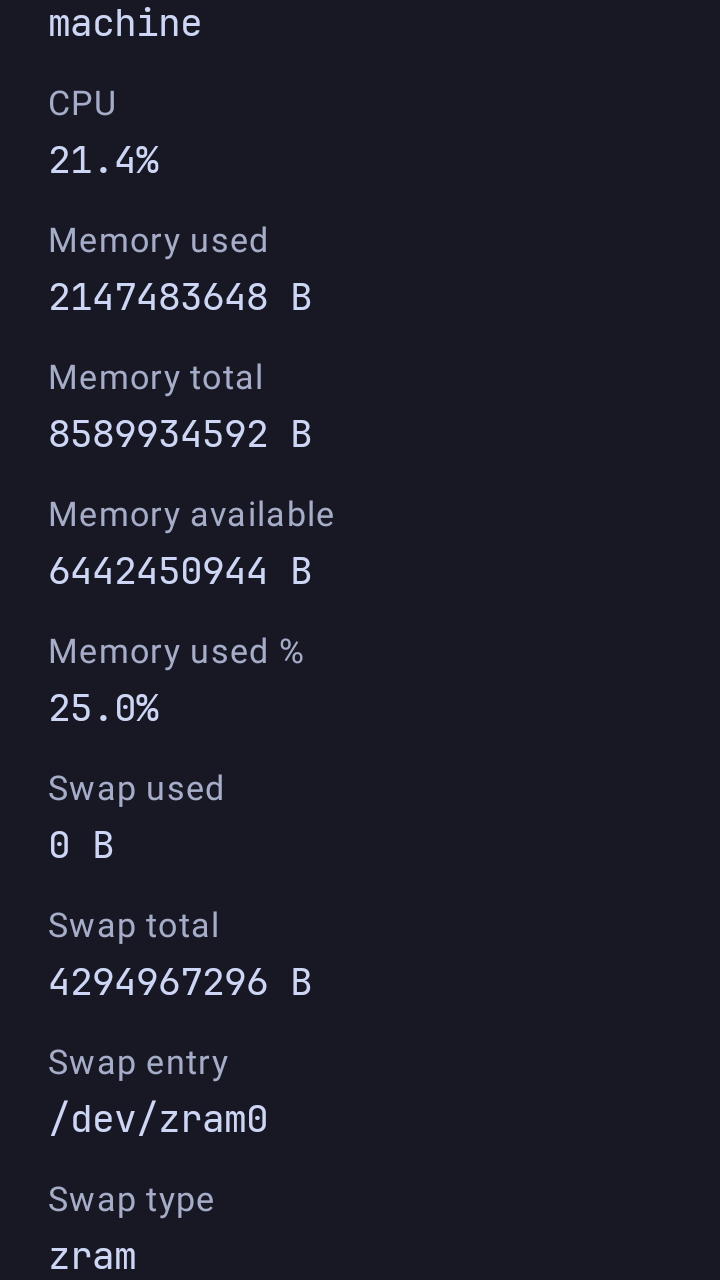 machine
CPU
21.4%
Memory used
2147483648 B
Memory total
8589934592 B
Memory available
6442450944 B
Memory used %
25.0%
Swap used
0 B
Swap total
4294967296 B
Swap entry
/dev/zram0
Swap type
zram